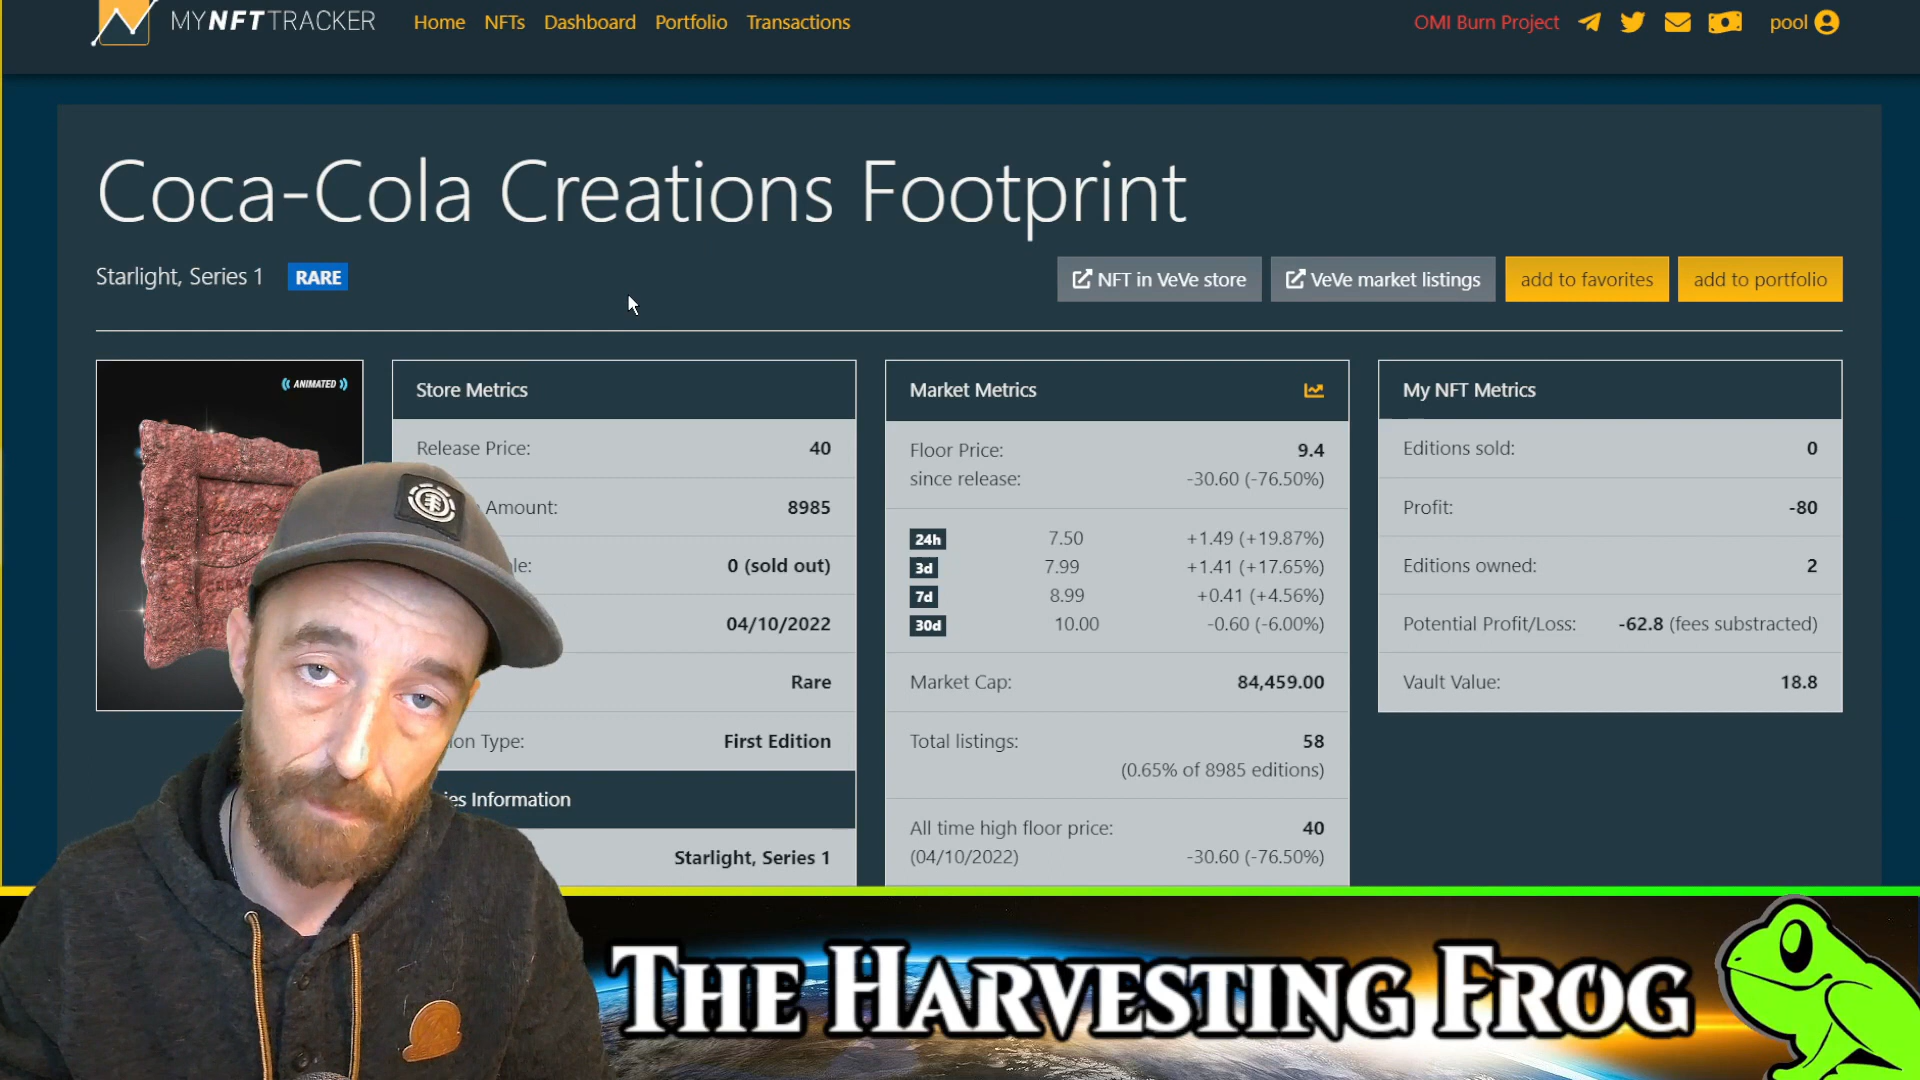 MYNFTTRACKER Home NFTs Dashboard Portfolio Transactions OMI Burn Project pool
Coca-Cola Creations Footprint
Starlight, Series 1 RARE
NFT in VeVe store VeVe market listings add to favorites add to portfolio
ANIMATED
Store Metrics
Release Price: 40
Amount: 8985
le: 0 (sold out)
04/10/2022
Rare
on Type: First Edition
ies Information
Starlight, Series 1
Market Metrics
Floor Price: 9.4
since release: -30.60 (-76.50%)
24h 7.50 +1.49 (+19.87%)
3d 7.99 +1.41 (+17.65%)
7d 8.99 +0.41 (+4.56%)
30d 10.00 -0.60 (-6.00%)
Market Cap: 84,459.00
Total listings: 58
(0.65% of 8985 editions)
All time high floor price: 40
(04/10/2022) -30.60 (-76.50%)
My NFT Metrics
Editions sold: 0
Profit: -80
Editions owned: 2
Potential Profit/Loss: -62.8 (fees substracted)
Vault Value: 18.8
THE HARVESTING FROG